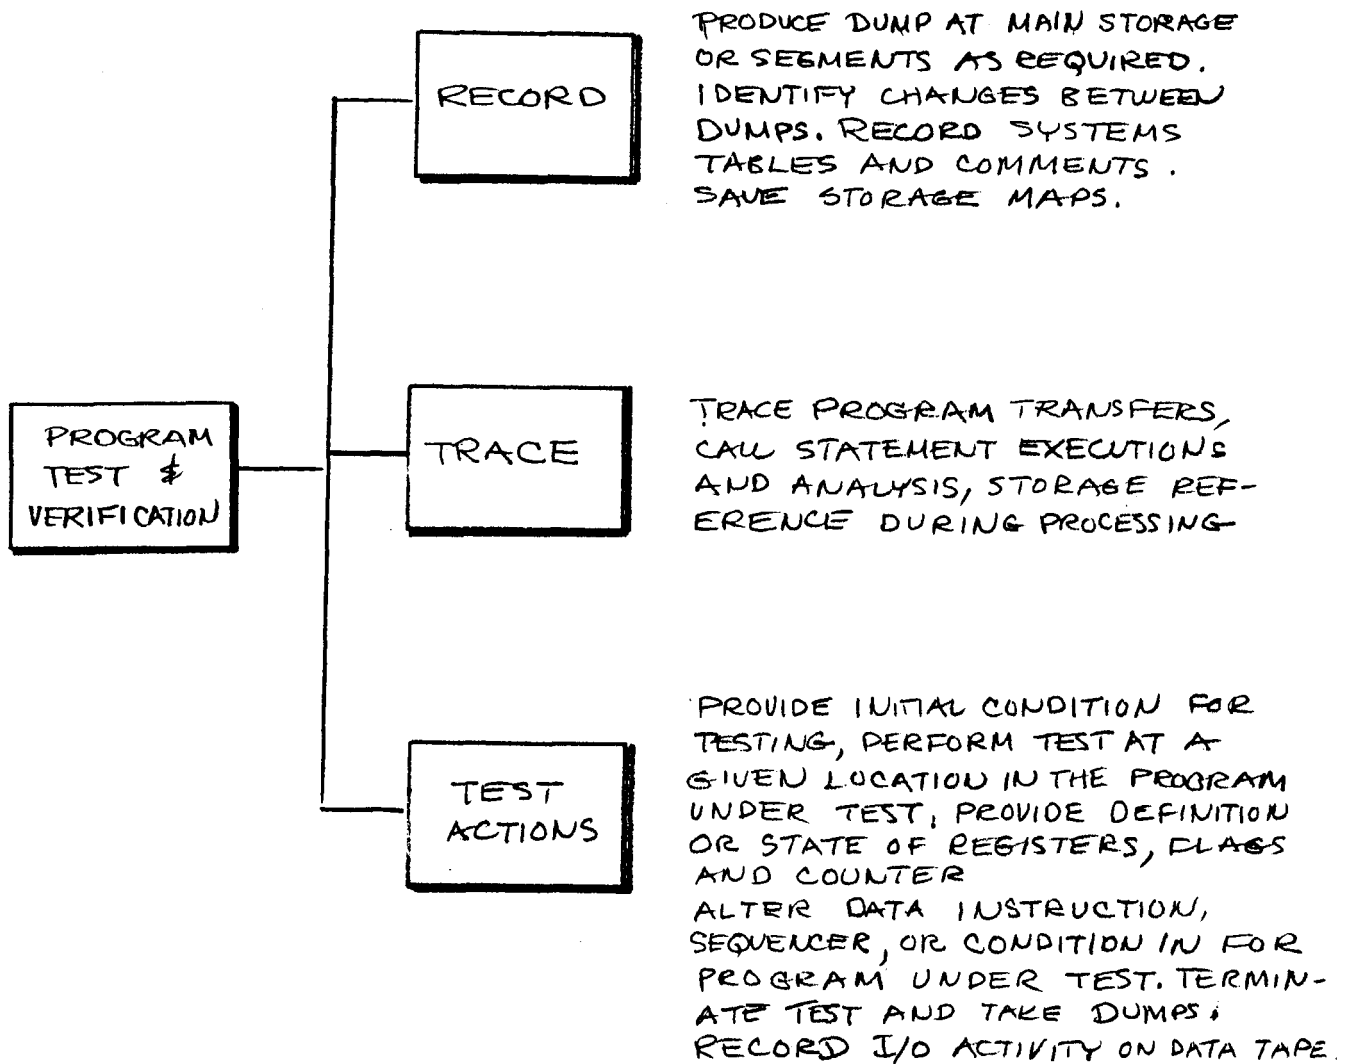 PRODUCE DUMP AT MAIN STORAGE
OR SEGMENTS AS REQUIRED.
IDENTIFY CHANGES BETWEEN
DUMPS. RECORD SYSTEMS
TABLES AND COMMENTS.
SAVE STORAGE MAPS.
RECORD
TRACE PROGRAM TRANSFERS,
CALL STATEMENT EXECUTIONS
AND ANALYSIS, STORAGE REF-
ERENCE DURING PROCESSING
TRACE
PROGRAM
TEST &
VERIFICATION
PROVIDE INITIAL CONDITION FOR
TESTING, PERFORM TEST AT A
GIVEN LOCATION IN THE PROGRAM
UNDER TEST, PROVIDE DEFINITION
OR STATE OF REGISTERS, FLAGS
AND COUNTER
ALTER DATA INSTRUCTION,
SEQUENCER, OR CONDITION IN FOR
PROGRAM UNDER TEST. TERMIN-
ATE TEST AND TAKE DUMPS.
RECORD I/O ACTIVITY ON DATA TAPE.
TEST
ACTIONS